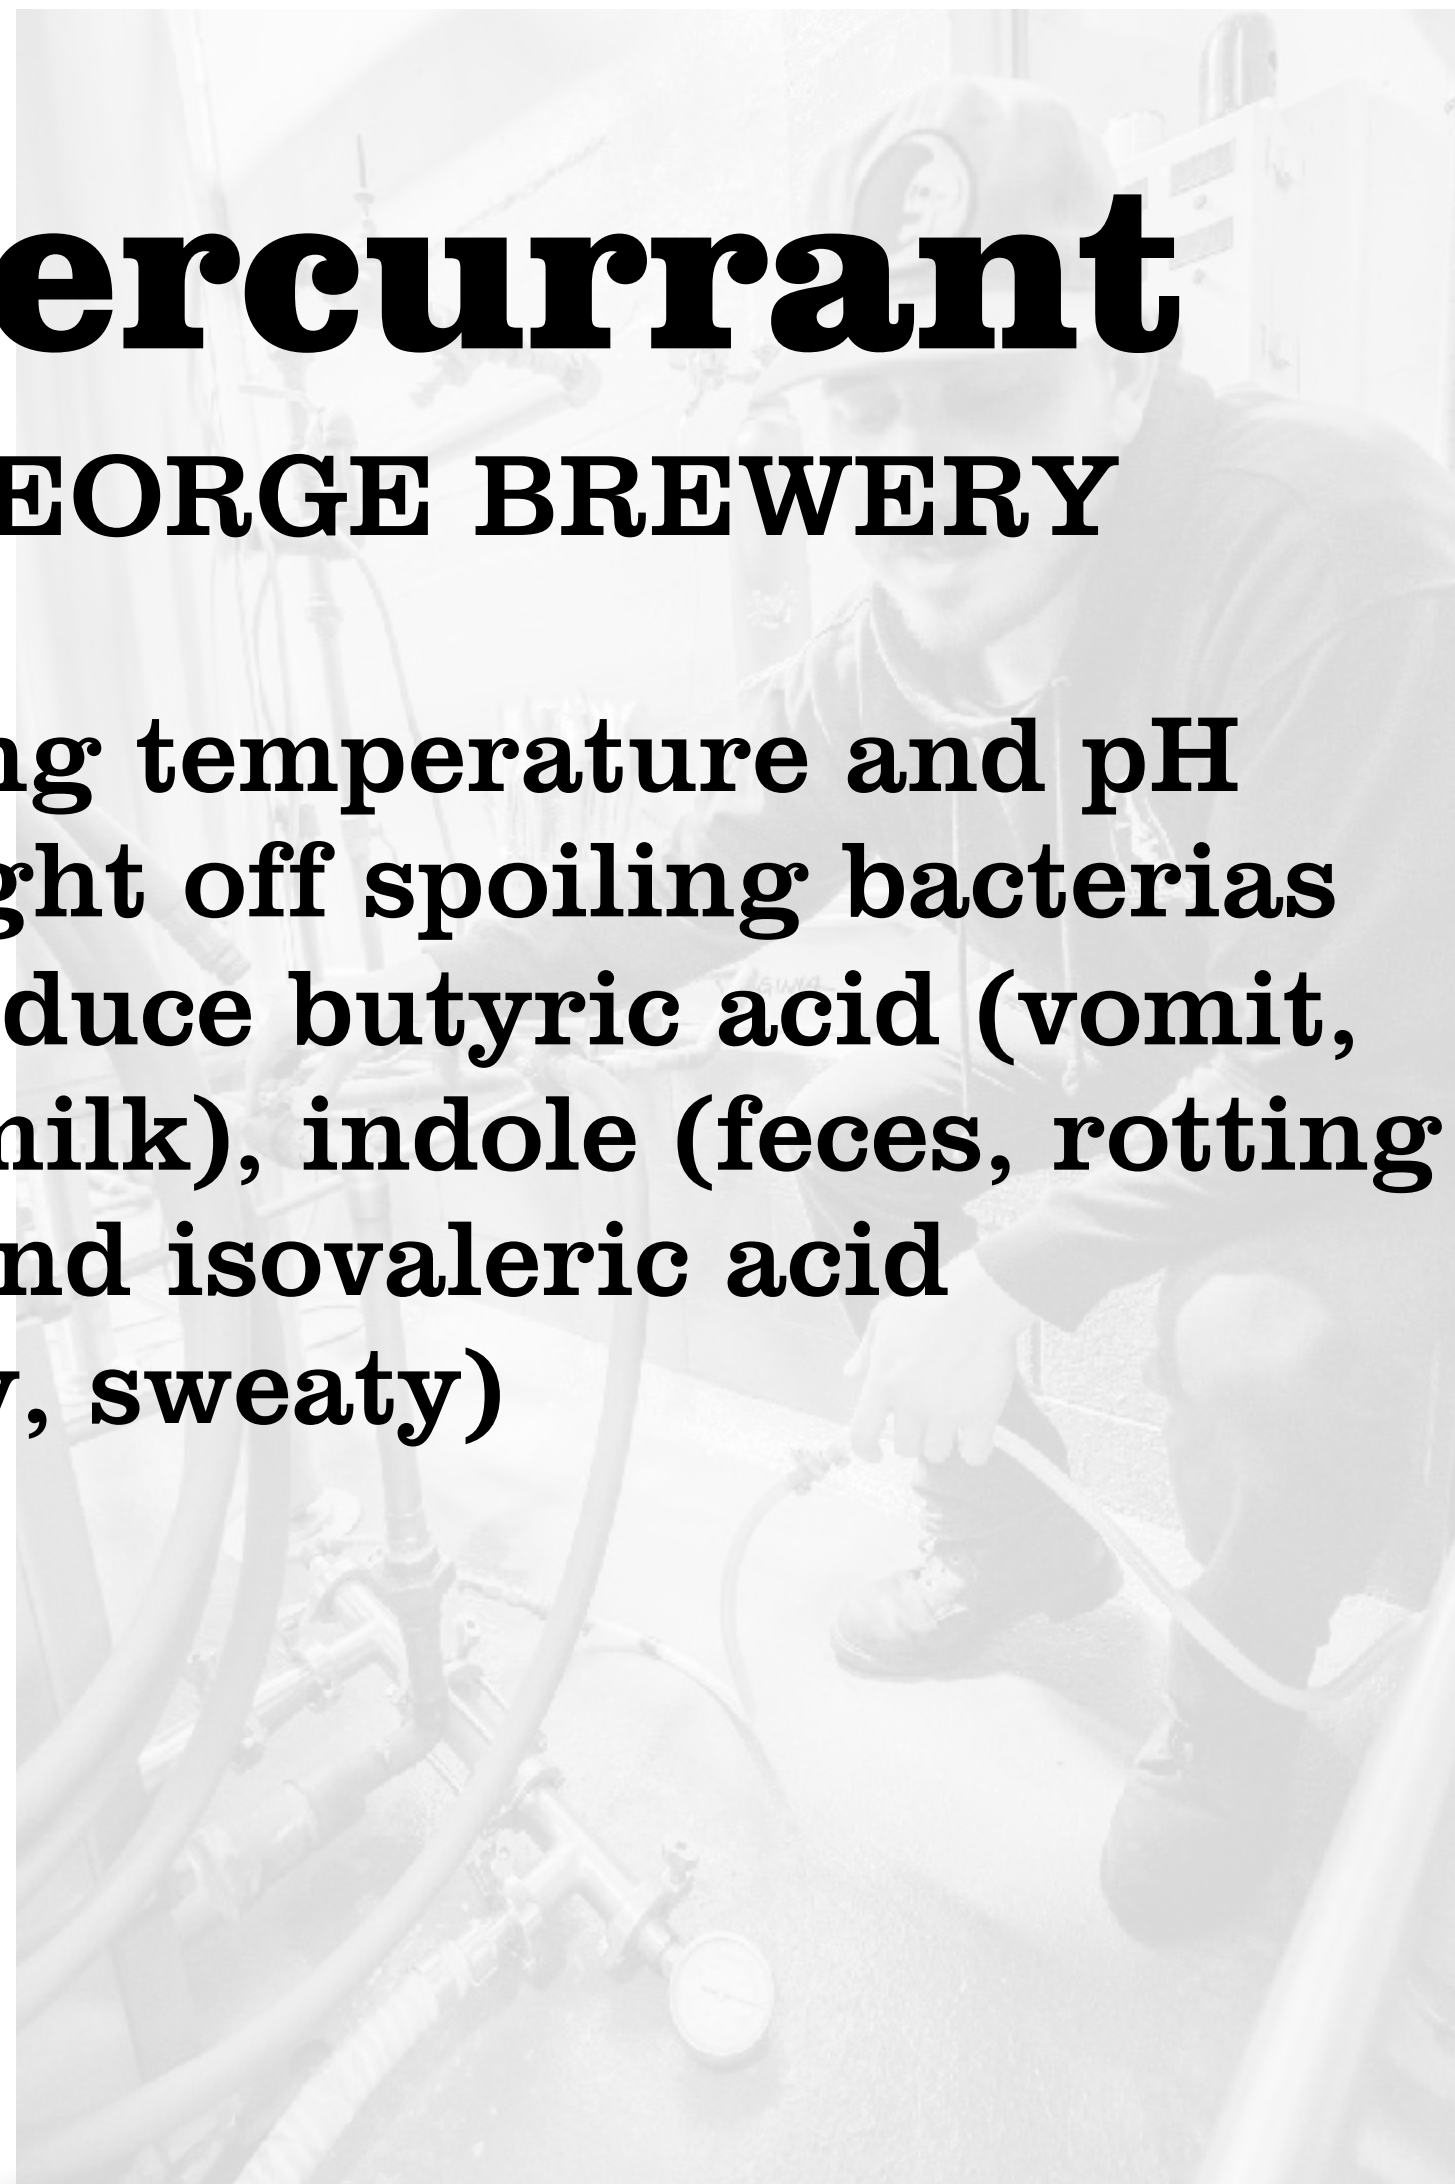 ercurrant
EORGE BREWERY
ng temperature and pH
ght off spoiling bacterias
duce butyric acid (vomit,
nilk), indole (feces, rotting
nd isovaleric acid
, sweaty)